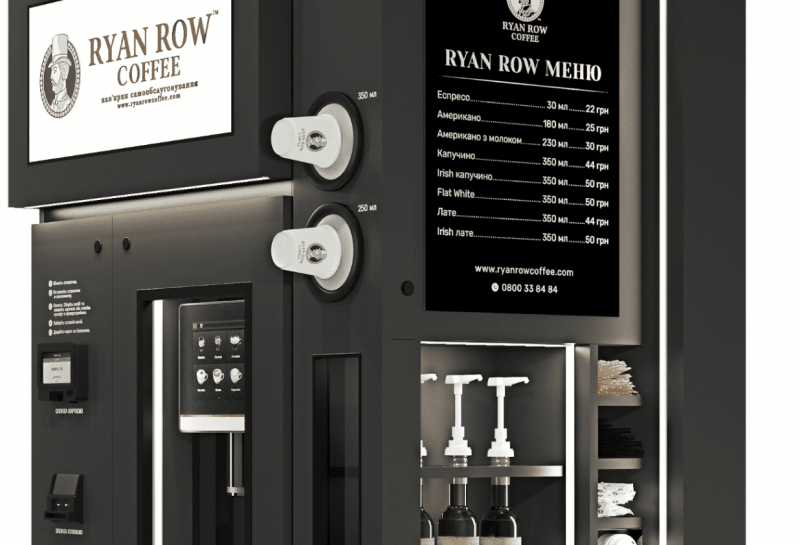 RYAN ROW™
COFFEE
кав'ярня самообслуговування
www.ryanrowcoffee.com
350 мл
250 мл
RYAN ROW
COFFEE
RYAN ROW МЕНЮ
Еспресо 30 мл 22 грн
Американо 180 мл 25 грн
Американо з молоком 230 мл 30 грн
Капучино 350 мл 44 грн
Irish капучино 350 мл 50 грн
Flat White 350 мл 50 грн
Лате 350 мл 44 грн
Irish лате 350 мл 50 грн
www.ryanrowcoffee.com
0800 33 84 84
ОПЛАТА КАРТКОЮ